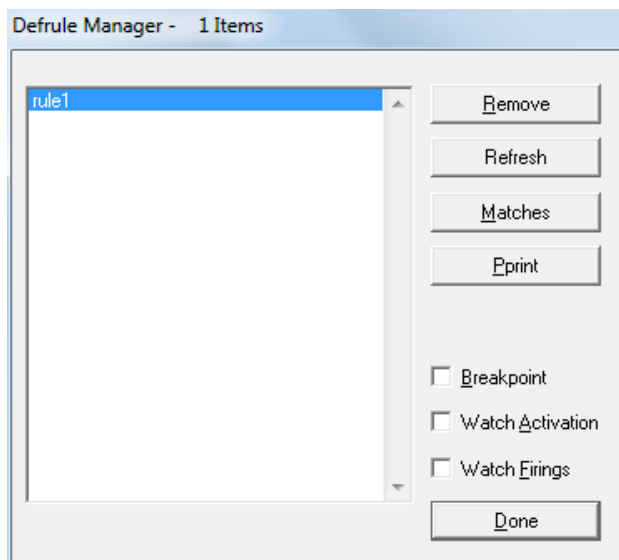 Defrule Manager - 1 Items
rule1
Remove
Refresh
Matches
Pprint
Breakpoint
Watch Activation
Watch Firings
Done